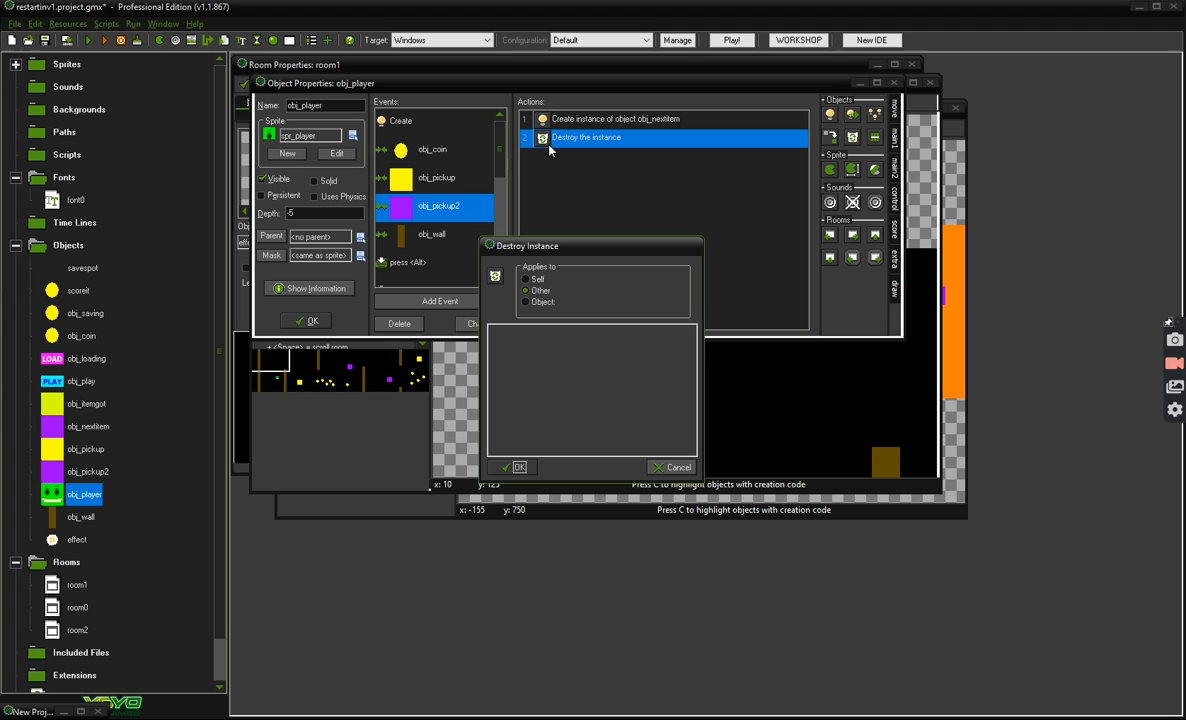 restartinv1.project.gmx* - Professional Edition (v1.1.867)
File Edit Resources Scripts Run Window Help
Target: Windows Configuration: Default Manage Play! WORKSHOP New IDE
Sprites
Sounds
Backgrounds
Paths
Scripts
Fonts
font0
Time Lines
Objects
savespot
scoreit
obj_saving
obj_coin
LOAD obj_loading
PLAY obj_play
obj_itemgot
obj_nextitem
obj_pickup
obj_pickup2
obj_player
obj_wall
effect
Rooms
room1
room0
room2
Included Files
Extensions
YOYO
New Proj...
Room Properties: room1
Object Properties: obj_player
Name: obj_player
Sprite
spr_player
New Edit
Visible Solid
Persistent Uses Physics
Depth: -5
Parent <no parent>
Mask <same as sprite>
Show Information
OK
Events:
Create
obj_coin
obj_pickup
obj_pickup2
obj_wall
press <Alt>
Add Event
Delete
Actions:
1 Create instance of object obj_nextitem
2 Destroy the instance
Objects
Sprite
Sounds
Rooms
move
main1
main2
control
score
extra
draw
Destroy Instance
Applies to
Self
Other
Object:
OK Cancel
+ <Space> = scroll room
x: 10 y: 125 Press C to highlight objects with creation code
x: -155 y: 750 Press C to highlight objects with creation code